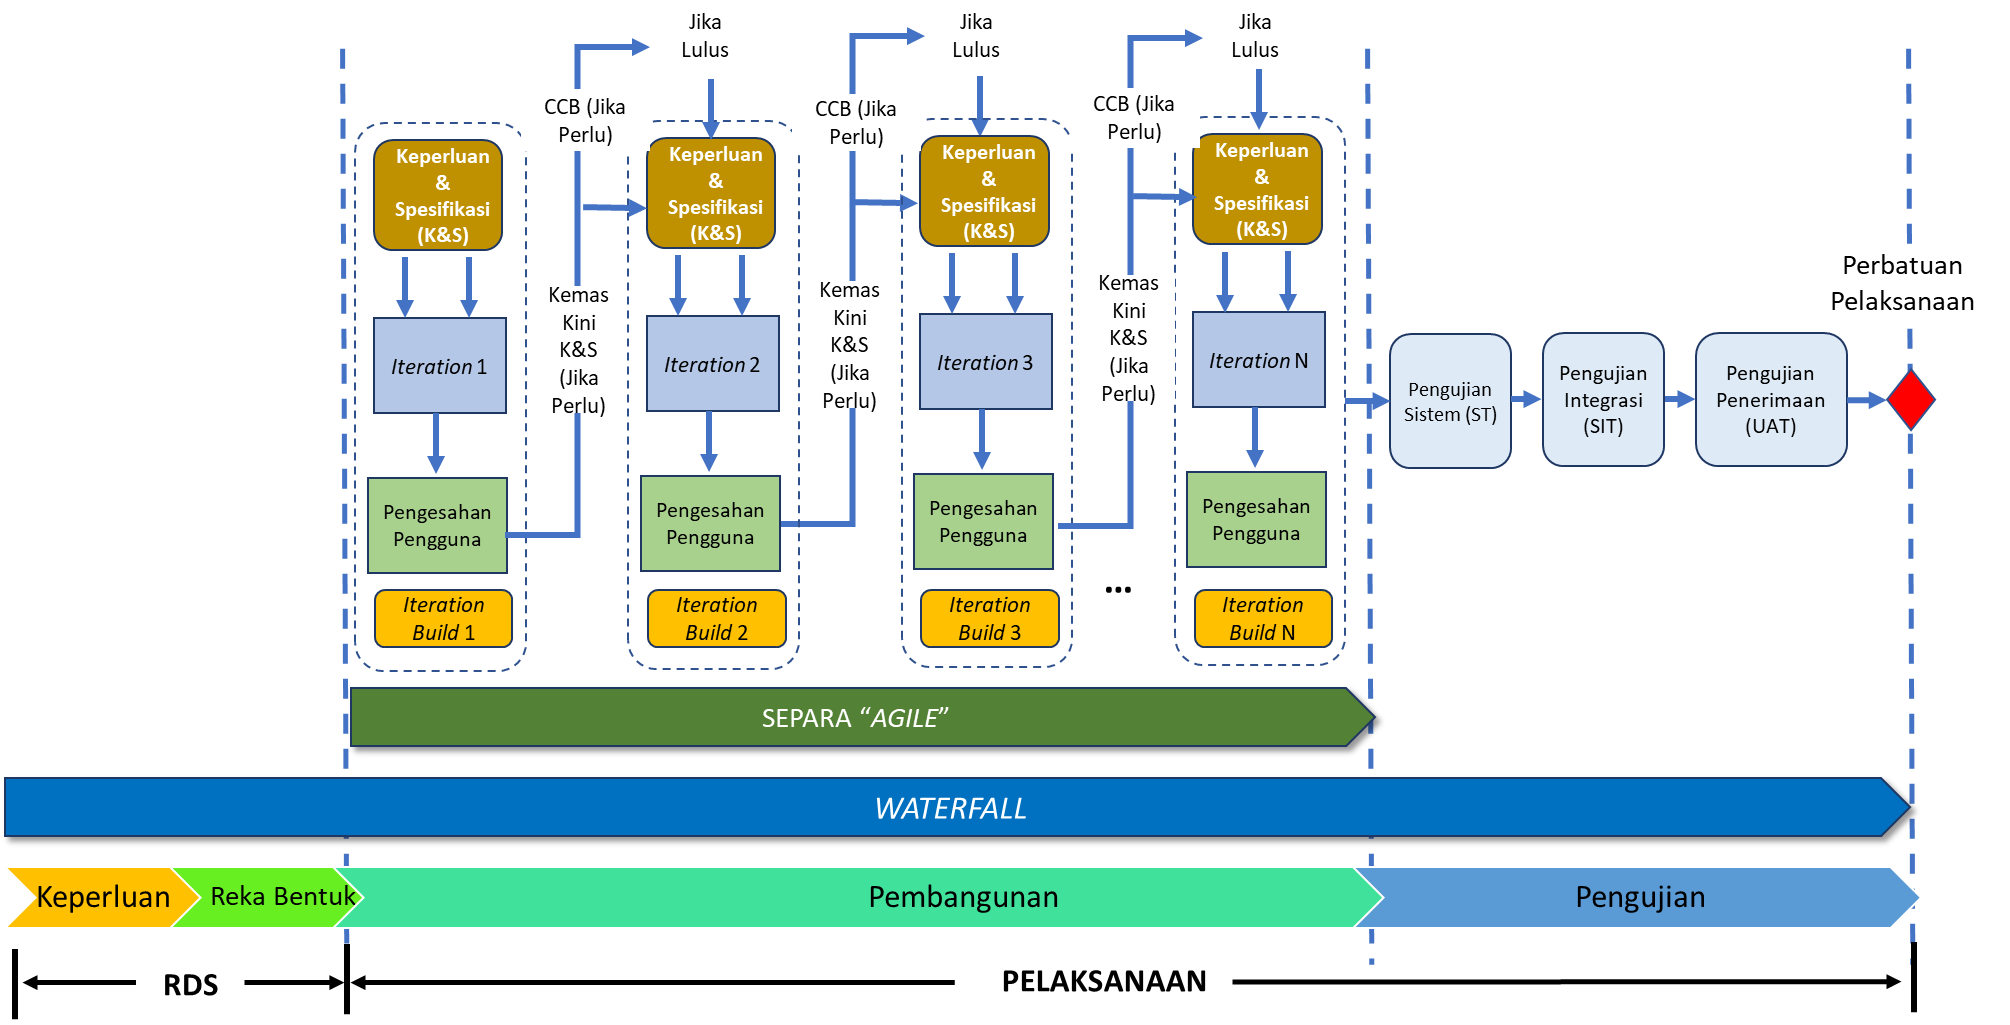 Jika
Lulus
Jika
Lulus
Jika
Lulus
CCB (Jika
Perlu)
CCB (Jika
Perlu)
CCB (Jika
Perlu)
Keperluan
&
Spesifikasi
(K&S)
Keperluan
&
Spesifikasi
(K&S)
Keperluan
&
Spesifikasi
(K&S)
Keperluan
&
Spesifikasi
(K&S)
Kemas
Kini
K&S
(Jika
Perlu)
Kemas
Kini
K&S
(Jika
Perlu)
Kemas
Kini
K&S
(Jika
Perlu)
Iteration 1
Iteration 2
Iteration 3
Iteration N
Perbatuan
Pelaksanaan
Pengujian
Sistem (ST)
Pengujian
Integrasi
(SIT)
Pengujian
Penerimaan
(UAT)
Pengesahan
Pengguna
Pengesahan
Pengguna
Pengesahan
Pengguna
Pengesahan
Pengguna
...
Iteration
Build 1
Iteration
Build 2
Iteration
Build 3
Iteration
Build N
SEPARA “AGILE”
WATERFALL
Keperluan
Reka Bentuk
Pembangunan
Pengujian
RDS
PELAKSANAAN